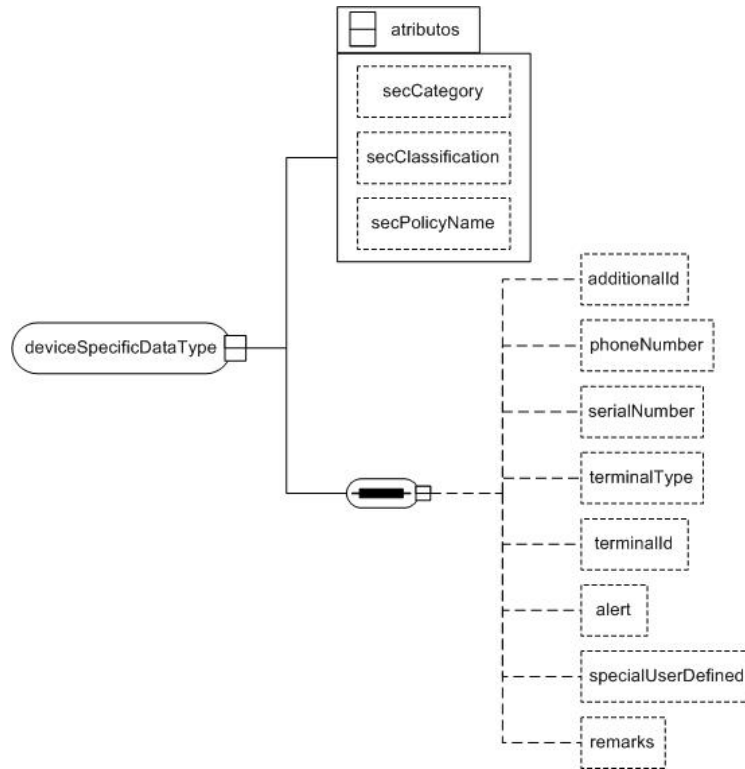 atributos
secCategory
secClassification
secPolicyName
deviceSpecificDataType
additionalId
phoneNumber
serialNumber
terminalType
terminalId
alert
specialUserDefined
remarks